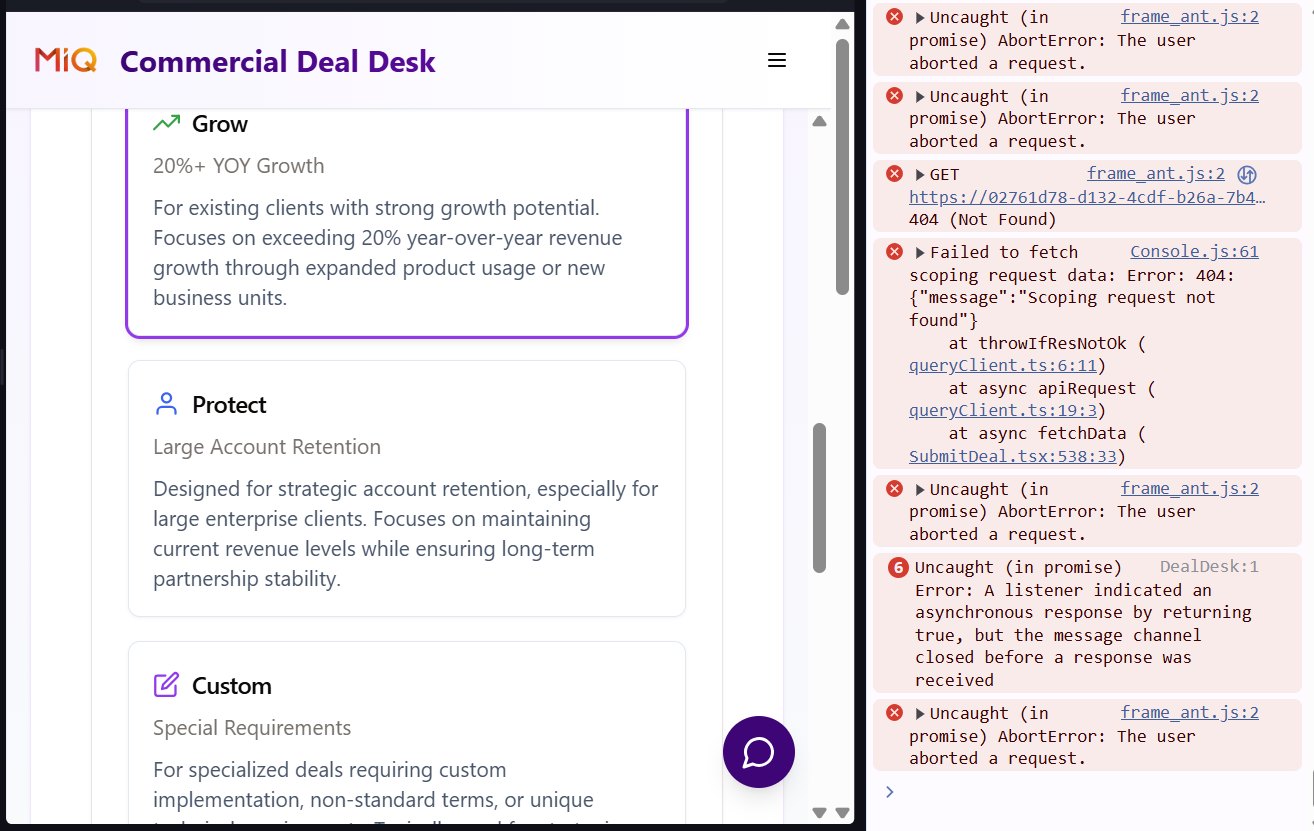 MiQ Commercial Deal Desk
Grow
20%+ YOY Growth
For existing clients with strong growth potential.
Focuses on exceeding 20% year-over-year revenue
growth through expanded product usage or new
business units.
Protect
Large Account Retention
Designed for strategic account retention, especially for
large enterprise clients. Focuses on maintaining
current revenue levels while ensuring long-term
partnership stability.
Custom
Special Requirements
For specialized deals requiring custom
implementation, non-standard terms, or unique
Uncaught (in frame_ant.js:2
promise) AbortError: The user
aborted a request.
Uncaught (in frame_ant.js:2
promise) AbortError: The user
aborted a request.
GET frame_ant.js:2
https://02761d78-d132-4cdf-b26a-7b4…
404 (Not Found)
Failed to fetch Console.js:61
scoping request data: Error: 404:
{"message":"Scoping request not
found"}
at throwIfResNotOk (
queryClient.ts:6:11)
at async apiRequest (
queryClient.ts:19:3)
at async fetchData (
SubmitDeal.tsx:538:33)
Uncaught (in frame_ant.js:2
promise) AbortError: The user
aborted a request.
6 Uncaught (in promise) DealDesk:1
Error: A listener indicated an
asynchronous response by returning
true, but the message channel
closed before a response was
received
Uncaught (in frame_ant.js:2
promise) AbortError: The user
aborted a request.